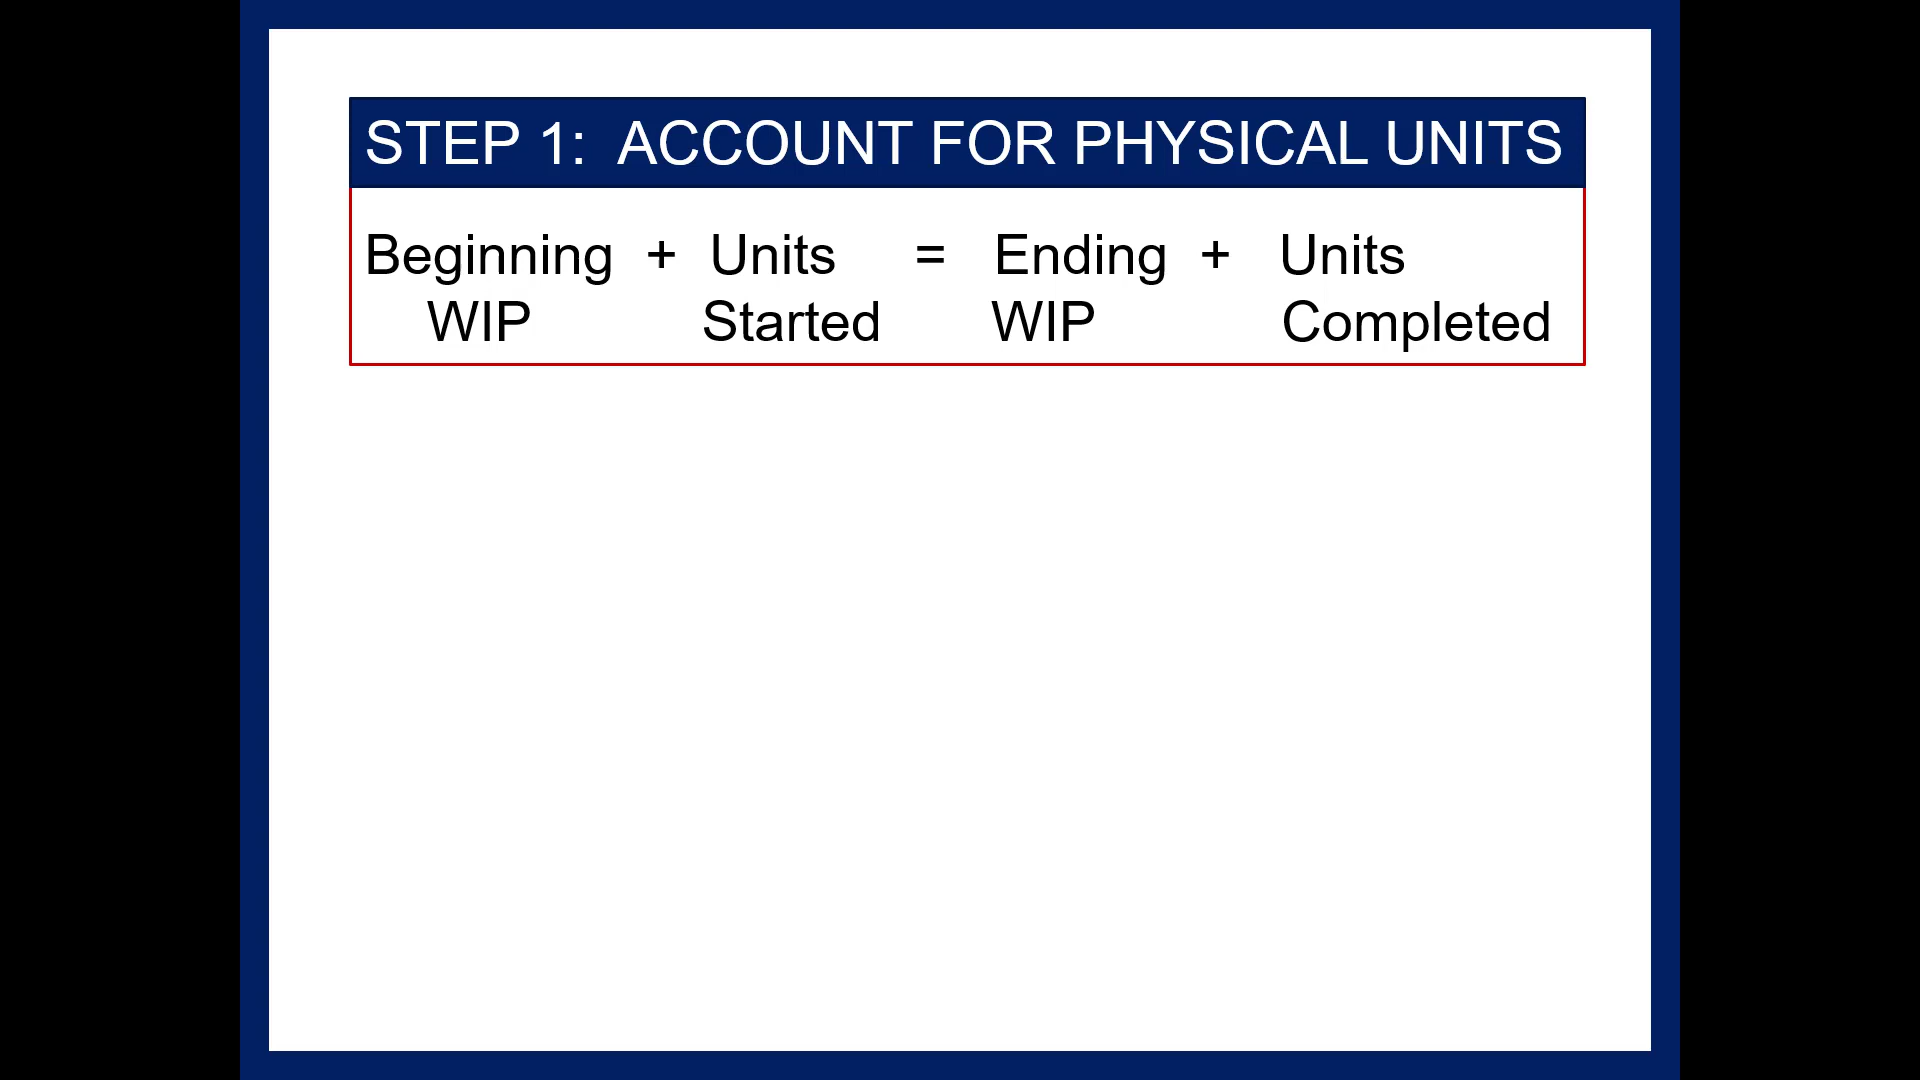 STEP 1: ACCOUNT FOR PHYSICAL UNITS
Beginning + Units = Ending + Units
WIP Started WIP Completed